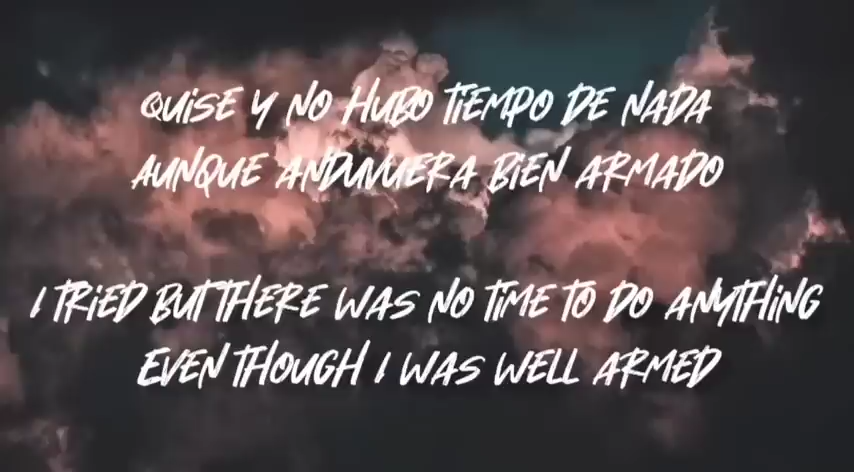 QUISE Y NO HUBO TIEMPO DE NADA
AUNQUE ANDUVUERA BIEN ARMADO
I TRIED BUT THERE WAS NO TIME TO DO ANYTHING
EVEN THOUGH I WAS WELL ARMED